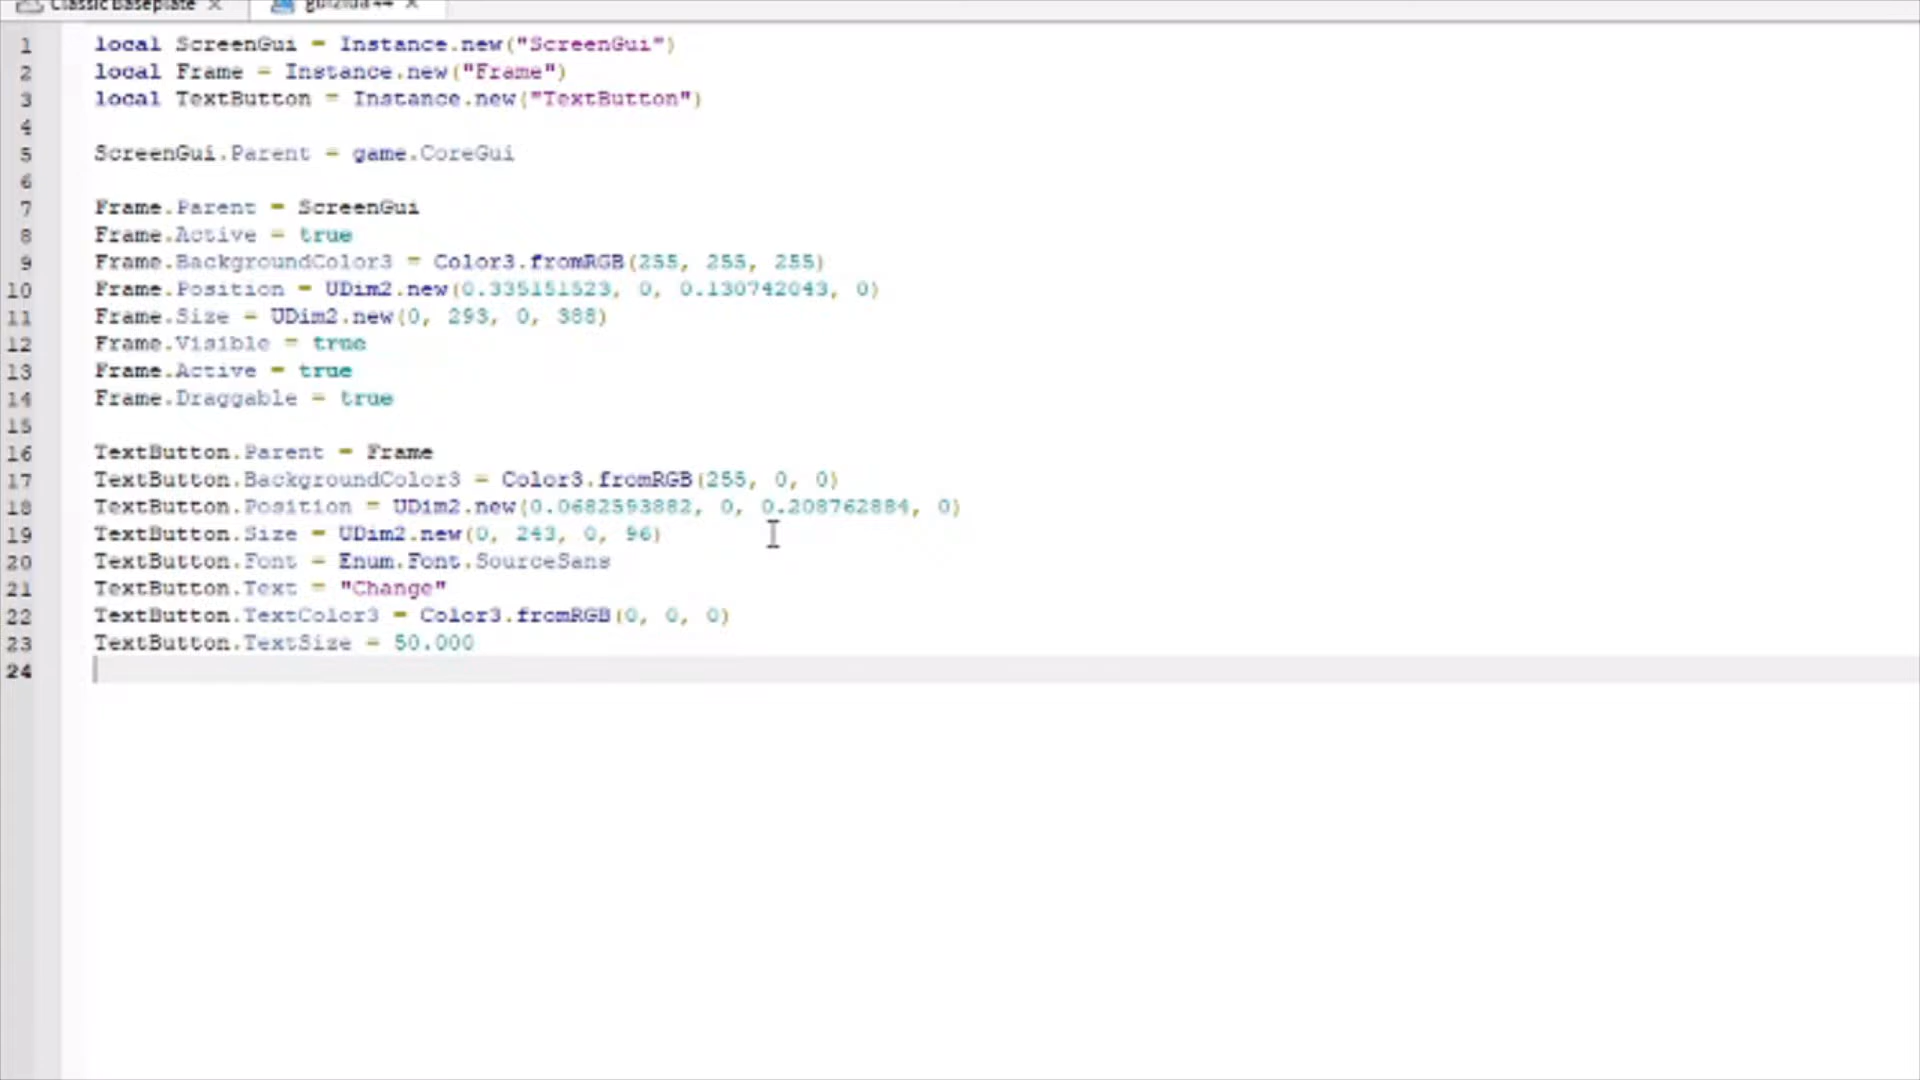 Classic Baseplate ×
1 local ScreenGui = Instance.new("ScreenGui")
2 local Frame = Instance.new("Frame")
3 local TextButton = Instance.new("TextButton")
4
5 ScreenGui.Parent = game.CoreGui
6
7 Frame.Parent = ScreenGui
8 Frame.Active = true
9 Frame.BackgroundColor3 = Color3.fromRGB(255, 255, 255)
10 Frame.Position = UDim2.new(0.335151523, 0, 0.130742043, 0)
11 Frame.Size = UDim2.new(0, 293, 0, 388)
12 Frame.Visible = true
13 Frame.Active = true
14 Frame.Draggable = true
15
16 TextButton.Parent = Frame
17 TextButton.BackgroundColor3 = Color3.fromRGB(255, 0, 0)
18 TextButton.Position = UDim2.new(0.0682593882, 0, 0.208762884, 0)
19 TextButton.Size = UDim2.new(0, 243, 0, 96)
20 TextButton.Font = Enum.Font.SourceSans
21 TextButton.Text = "Change"
22 TextButton.TextColor3 = Color3.fromRGB(0, 0, 0)
23 TextButton.TextSize = 50.000
24